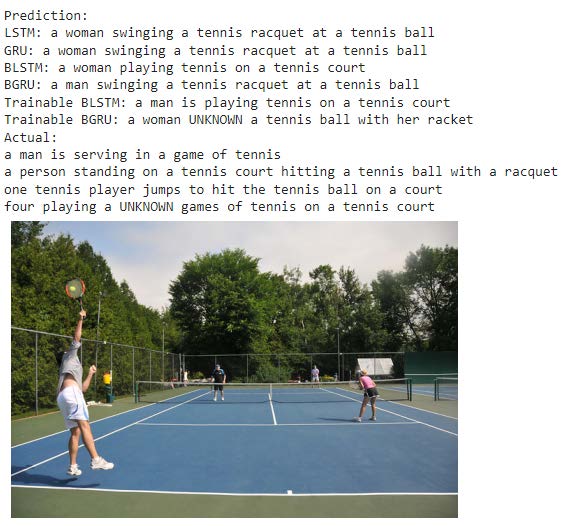 Prediction:
LSTM: a woman swinging a tennis racquet at a tennis ball
GRU: a woman swinging a tennis racquet at a tennis ball
BLSTM: a woman playing tennis on a tennis court
BGRU: a man swinging a tennis racquet at a tennis ball
Trainable BLSTM: a man is playing tennis on a tennis court
Trainable BGRU: a woman UNKNOWN a tennis ball with her racket
Actual:
a man is serving in a game of tennis
a person standing on a tennis court hitting a tennis ball with a racquet
one tennis player jumps to hit the tennis ball on a court
four playing a UNKNOWN games of tennis on a tennis court